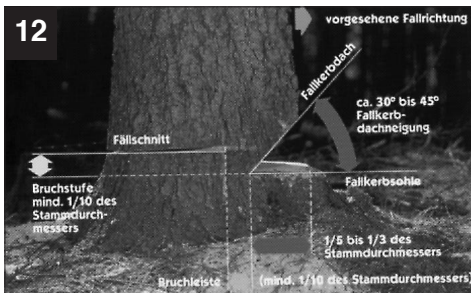 12
vorgesehene Fallrichtung
Fallkerbdach
ca. 30° bis 45°
Fallkerb-
dachneigung
Fällschnitt
Bruchstufe
mind. 1/10 des
Stammdurch-
messers
Fallkerbsohle
1/5 bis 1/3 des
Stammdurchmessers
Bruchleiste
(mind. 1/10 des Stammdurchmessers)